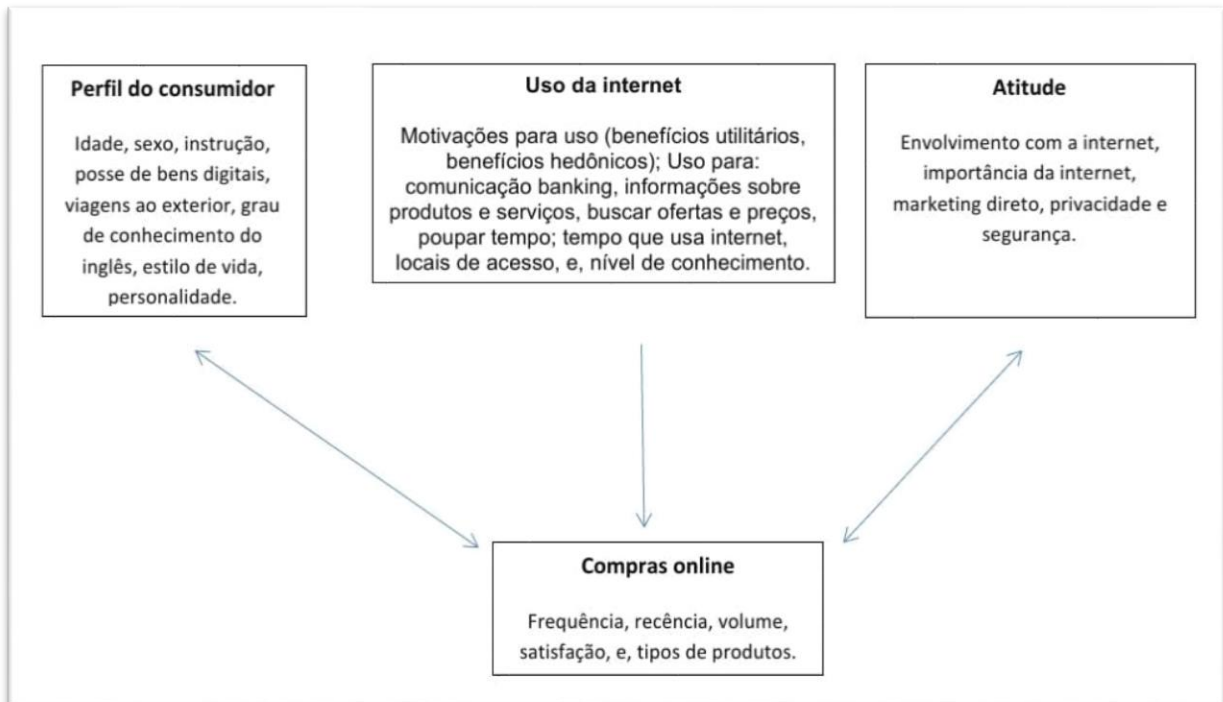 Perfil do consumidor
Idade, sexo, instrução,
posse de bens digitais,
viagens ao exterior, grau
de conhecimento do
inglês, estilo de vida,
personalidade.
Uso da internet
Motivações para uso (benefícios utilitários,
benefícios hedônicos); Uso para:
comunicação banking, informações sobre
produtos e serviços, buscar ofertas e preços,
poupar tempo; tempo que usa internet,
locais de acesso, e, nível de conhecimento.
Atitude
Envolvimento com a internet,
importância da internet,
marketing direto, privacidade e
segurança.
Compras online
Frequência, recência, volume,
satisfação, e, tipos de produtos.